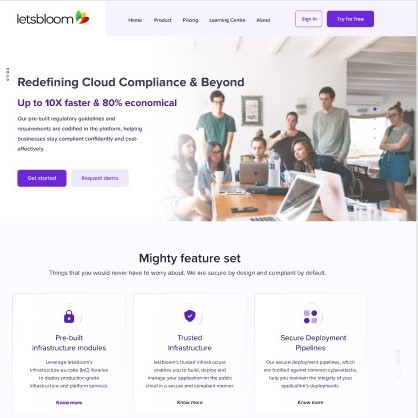 letsbloom
Home Product Pricing Learning Centre About
Sign in
Try for free
Redefining Cloud Compliance & Beyond
Up to 10X faster & 80% economical
Our pre-built regulatory guidelines and
requirements are codified in the platform, helping
businesses stay compliant confidently and cost-
effectively.
Get started
Request demo
Mighty feature set
Things that you would never have to worry about. We are secure by design and compliant by default.
Pre-built
infrastructure modules
Leverage letsbloom's
Infrastructure-as-code (IaC) libraries
to deploy production-grade
infrastructure and platform services.
Know more
Trusted
Infrastructure
letsbloom's trusted infrastructure
enables you to build, deploy and
manage your application on the public
cloud in a secure and compliant manner.
Know more
Secure Deployment
Pipelines
Our secure deployment pipelines, which
are fortified against common cyberattacks,
help you maintain the integrity of your
application's deployments.
Know more